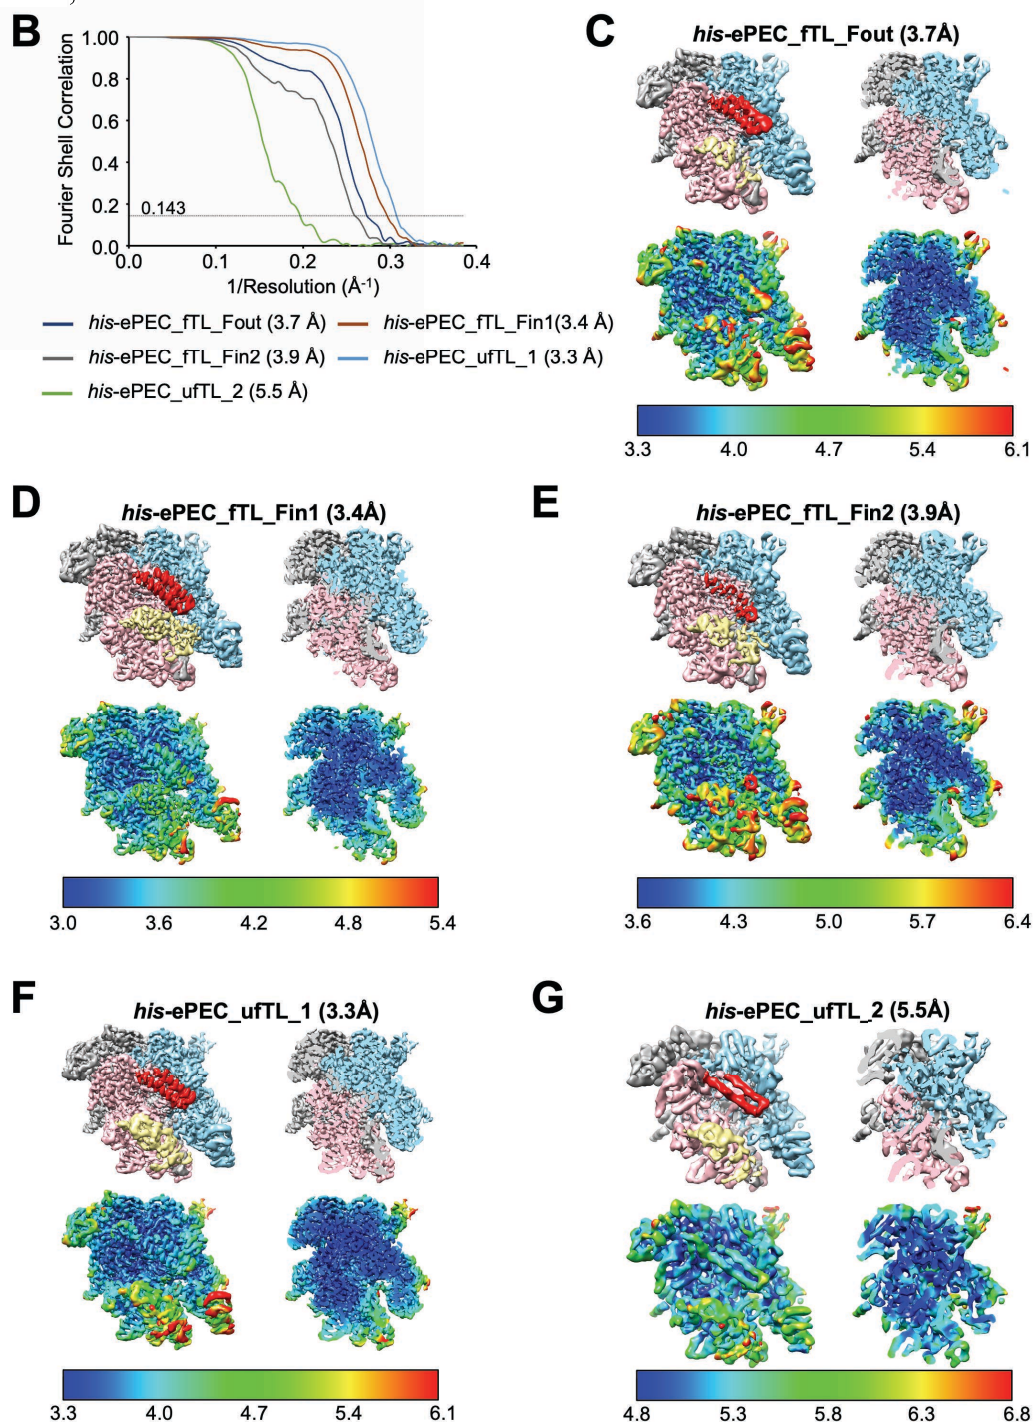 B
1.00
0.80
0.6
0.4
0.2
0.0
Fourier Shell Correlation
0.143
0.0
0.1
0.2
0.3
0.4
1/Resolution (Å⁻¹)
his-ePEC_fTL_Fout (3.7 Å)
his-ePEC_fTL_Fin1(3.4 Å)
his-ePEC_fTL_Fin2 (3.9 Å)
his-ePEC_ufTL_1 (3.3 Å)
his-ePEC_ufTL_2 (5.5 Å)
C
his-ePEC_fTL_Fout (3.7Å)
3.3 4.0 4.7 5.4 6.1
D
his-ePEC_fTL_Fin1 (3.4Å)
3.0 3.6 4.2 4.8 5.4
E
his-ePEC_fTL_Fin2 (3.9Å)
3.6 4.3 5.0 5.7 6.4
F
his-ePEC_ufTL_1 (3.3Å)
3.3 4.0 4.7 5.4 6.1
G
his-ePEC_ufTL_2 (5.5Å)
4.8 5.3 5.8 6.3 6.8